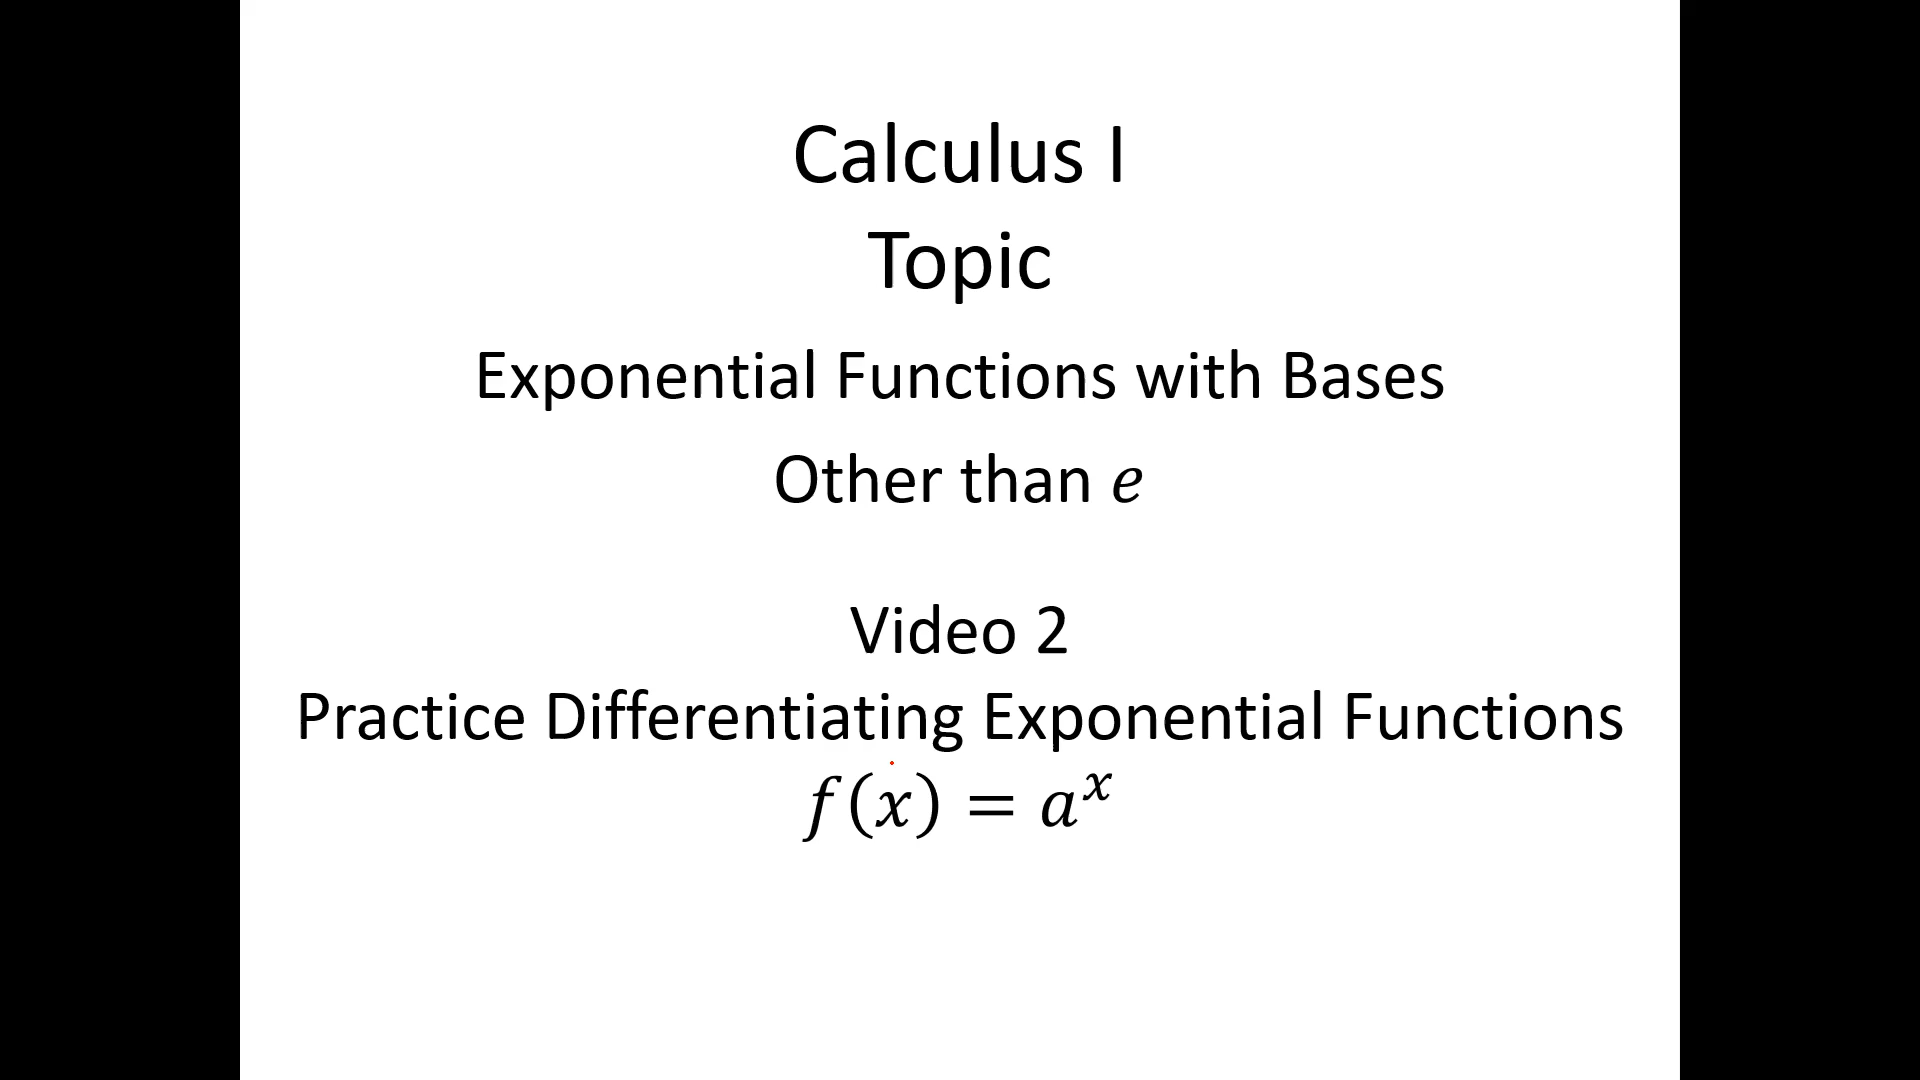 Calculus I
Topic
Exponential Functions with Bases
Other than e
Video 2
Practice Differentiating Exponential Functions
f(x) = a^x